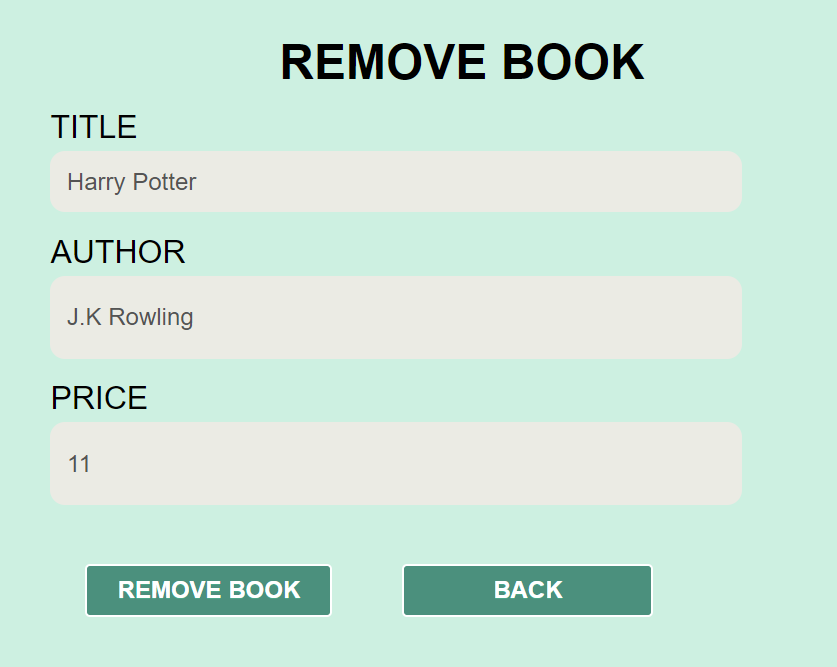 REMOVE BOOK
TITLE
Harry Potter
AUTHOR
J.K Rowling
PRICE
11
REMOVE BOOK
BACK